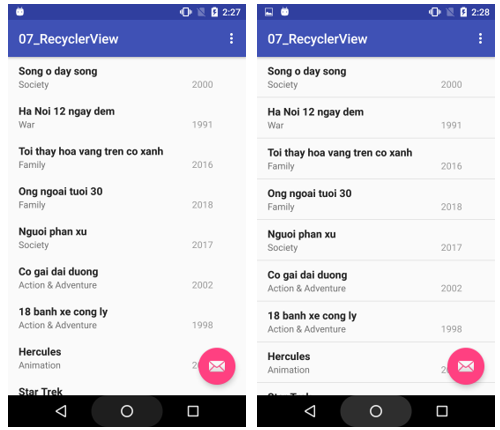 2:27
07_RecyclerView
Song o day song
Society 2000
Ha Noi 12 ngay dem
War 1991
Toi thay hoa vang tren co xanh
Family 2016
Ong ngoai tuoi 30
Family 2018
Nguoi phan xu
Society 2017
Co gai dai duong
Action & Adventure 2002
18 banh xe cong ly
Action & Adventure 1998
Hercules
Animation
Star Trek
2:28
07_RecyclerView
Song o day song
Society 2000
Ha Noi 12 ngay dem
War 1991
Toi thay hoa vang tren co xanh
Family 2016
Ong ngoai tuoi 30
Family 2018
Nguoi phan xu
Society 2017
Co gai dai duong
Action & Adventure 2002
18 banh xe cong ly
Action & Adventure 1998
Hercules
Animation